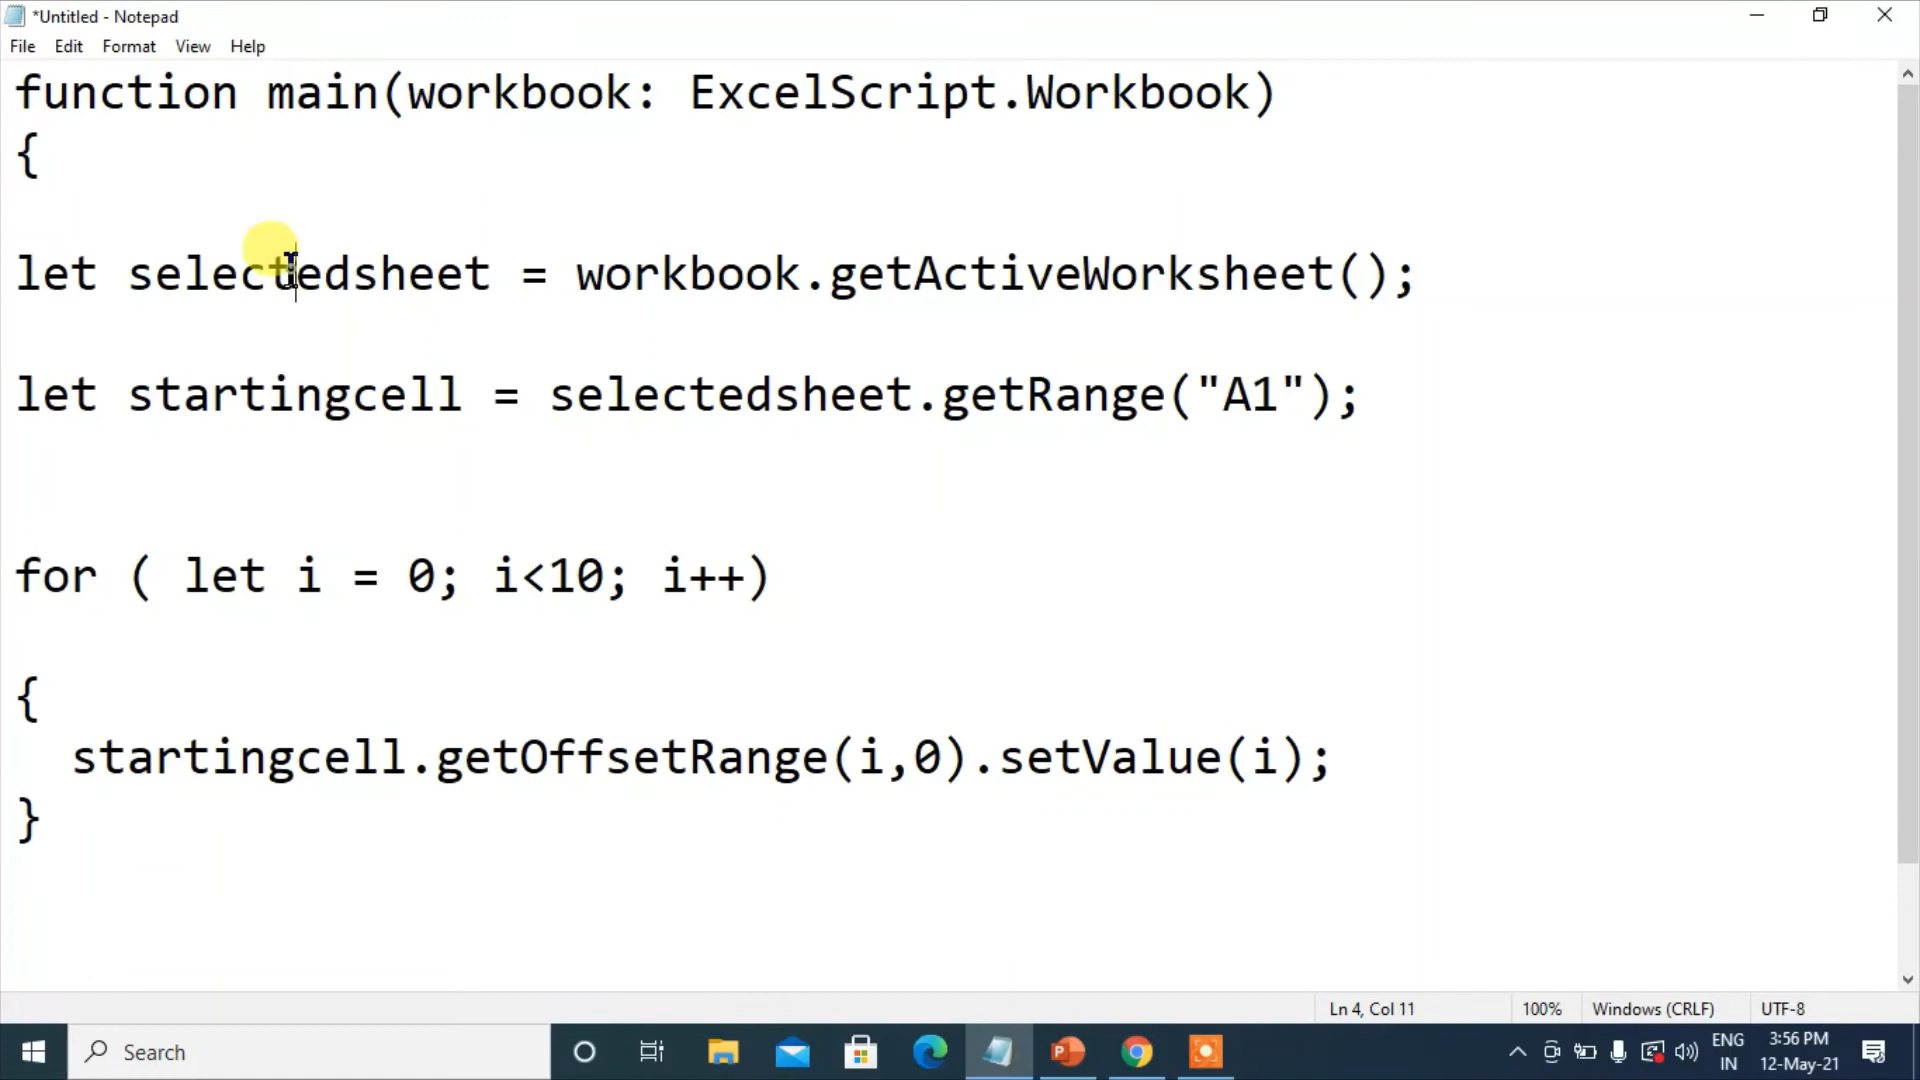 *Untitled - Notepad
File Edit Format View Help
function main(workbook: ExcelScript.Workbook)
{
let selectedsheet = workbook.getActiveWorksheet();
let startingcell = selectedsheet.getRange("A1");
for ( let i = 0; i<10; i++)
{
startingcell.getOffsetRange(i,0).setValue(i);
}
Ln 4, Col 11 100% Windows (CRLF) UTF-8
Search
ENG
IN
3:56 PM
12-May-21